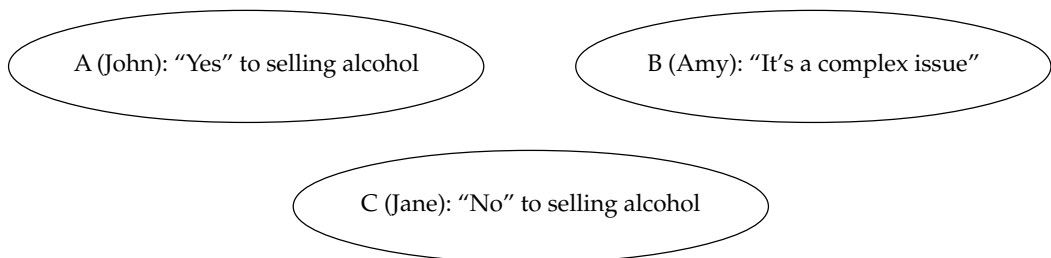 A (John): “Yes” to selling alcohol
B (Amy): “It's a complex issue”
C (Jane): “No” to selling alcohol